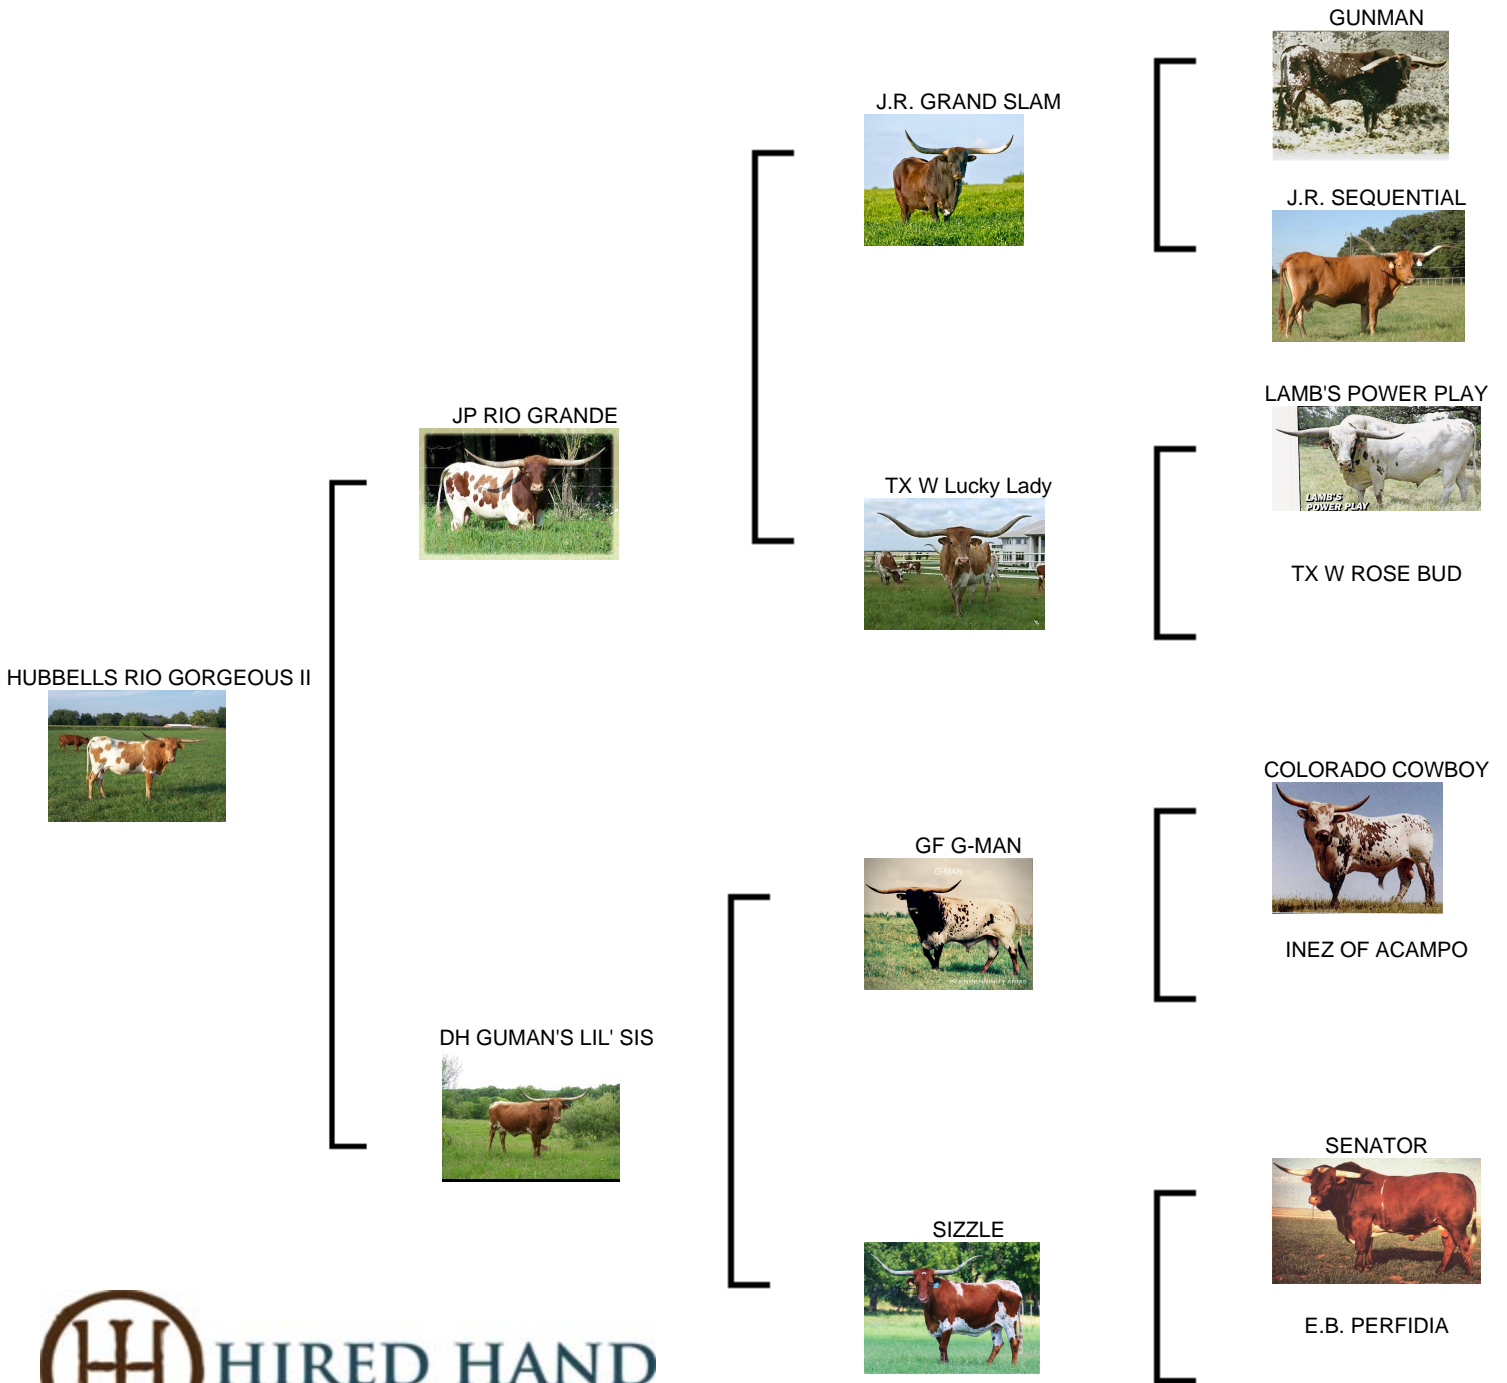 GUNMAN
J.R. GRAND SLAM
J.R. SEQUENTIAL
LAMB'S POWER PLAY
JP RIO GRANDE
TX W Lucky Lady
LAMB'S
POWER PLAY
TX W ROSE BUD
HUBBELLS RIO GORGEOUS II
COLORADO COWBOY
GF G-MAN
G-MAN
INEZ OF ACAMPO
DH GUMAN'S LIL' SIS
SENATOR
SIZZLE
E.B. PERFIDIA
HIRED HAND